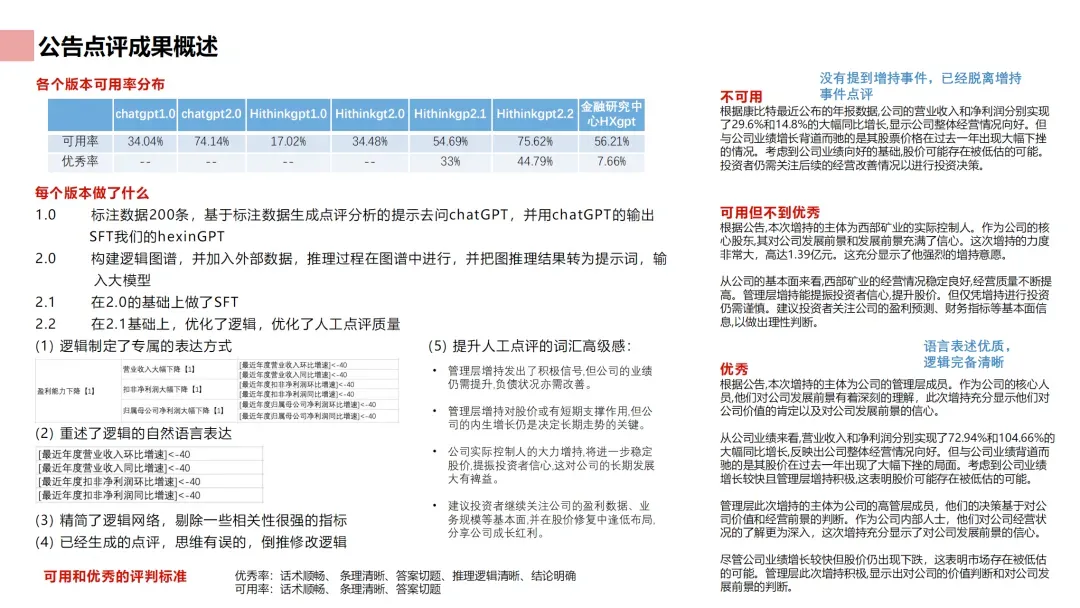 公告点评成果概述
各个版本可用率分布
chatgpt1.0 chatgpt2.0 Hithinkgpt1.0 Hithinkgpt2.0 Hithinkgp2.1 Hithinkgpt2.2 金融研究中心HXgpt
可用率 34.04% 74.14% 17.02% 34.48% 54.69% 75.62% 56.21%
优秀率 -- -- -- -- 33% 44.79% 7.66%
每个版本做了什么
1.0 标注数据200条，基于标注数据生成点评分析的提示去问chatGPT，并用chatGPT的输出
SFT我们的hexinGPT
2.0 构建逻辑图谱，并加入外部数据，推理过程在图谱中进行，并把图推理结果转为提示词，输
入大模型
2.1 在2.0的基础上做了SFT
2.2 在2.1基础上，优化了逻辑，优化了人工点评质量
(1) 逻辑制定了专属的表达方式
盈利能力下降【1】
营业收入大幅下降【1】
[最近年度营业收入环比增速]<-40
[最近年度营业收入同比增速]<-40
扣非净利润大幅下降【1】
[最近年度扣非净利润环比增速]<-40
[最近年度扣非净利润同比增速]<-40
归属母公司净利润大幅下降【1】
[最近年度归属母公司净利润环比增速]<-40
[最近年度归属母公司净利润同比增速]<-40
(2) 重述了逻辑的自然语言表达
[最近年度营业收入环比增速]<-40
[最近年度营业收入同比增速]<-40
[最近年度扣非净利润环比增速]<-40
[最近年度扣非净利润同比增速]<-40
(3) 精简了逻辑网络，剔除一些相关性很强的指标
(4) 已经生成的点评，思维有误的，倒推修改逻辑
(5) 提升人工点评的词汇高级感：
• 管理层增持发出了积极信号,但公司的业绩
仍需提升,负债状况亦需改善。
• 管理层增持对股价或有短期支撑作用,但公
司的内生增长仍是决定长期走势的关键。
• 公司实际控制人的大力增持,将进一步稳定
股价,提振投资者信心,这对公司的长期发展
大有裨益。
• 建议投资者继续关注公司的盈利数据、业
务规模等基本面,并在股价修复中逢低布局,
分享公司成长红利。
可用和优秀的评判标准
优秀率：话术顺畅、 条理清晰、答案切题、推理逻辑清晰、结论明确
可用率：话术顺畅、 条理清晰、答案切题
没有提到增持事件，已经脱离增持
事件点评
不可用
根据康比特最近公布的年报数据,公司的营业收入和净利润分别实现
了29.6%和14.8%的大幅同比增长,显示公司整体经营情况向好。但
与公司业绩增长背道而驰的是其股票价格在过去一年出现大幅下挫
的情况。考虑到公司业绩向好的基础,股价可能存在被低估的可能。
投资者仍需关注后续的经营改善情况以进行投资决策。
可用但不到优秀
根据公告,本次增持的主体为西部矿业的实际控制人。作为公司的核
心股东,其对公司发展前景和发展前景充满了信心。这次增持的力度
非常大，高达1.39亿元。这充分显示了他强烈的增持意愿。
从公司的基本面来看,西部矿业的经营情况稳定良好,经营质量不断提
高。管理层增持能提振投资者信心,提升股价。但仅凭增持进行投资
仍需谨慎。建议投资者关注公司的盈利预测、财务指标等基本面信
息,以做出理性判断。
语言表述优质，
逻辑完备清晰
优秀
根据公告,本次增持的主体为公司的管理层成员。作为公司的核心人
员,他们对公司发展前景有着深刻的理解，此次增持充分显示他们对
公司价值的肯定以及对公司发展前景的信心。
从公司业绩来看,营业收入和净利润分别实现了72.94%和104.66%的
大幅同比增长,反映出公司整体经营情况向好。但与公司业绩背道而
驰的是其股价在过去一年出现了大幅下挫的局面。考虑到公司业绩
增长较快且管理层增持积极,这表明股价可能存在被低估的可能。
管理层此次增持的主体为公司的高管层成员，他们的决策基于对公
司价值和经营前景的判断。作为公司内部人士，他们对公司经营状
况的了解更为深入，这次增持充分显示了对公司发展前景的信心。
尽管公司业绩增长较快但股价仍出现下跌，这表明市场存在被低估
的可能。管理层此次增持积极,显示出对公司的价值判断和对公司发
展前景的判断。